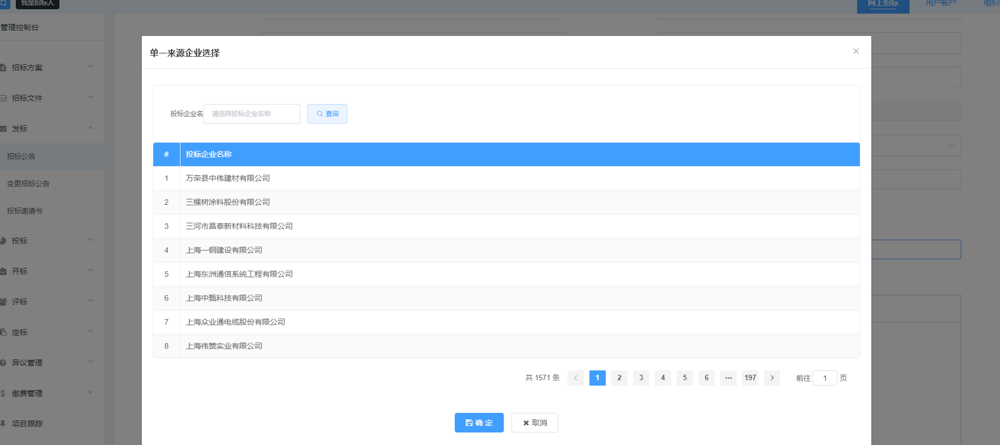 我是招标人
网上招标
用户帐户
组织
管理控制台
招标方案
招标文件
发标
招标公告
变更招标公告
投标邀请书
投标
开标
评标
定标
异议管理
缴费管理
项目跟踪
单一来源企业选择
投标企业名
请选择投标企业名称
查询
# 投标企业名称
1 万荣县中伟建材有限公司
2 三棵树涂料股份有限公司
3 三河市昌泰新材料科技有限公司
4 上海一钢建设有限公司
5 上海东洲通信系统工程有限公司
6 上海中甄科技有限公司
7 上海众业通电缆股份有限公司
8 上海伟赞实业有限公司
共 1571 条 1 2 3 4 5 6 ••• 197 前往 1 页
确 定
取消